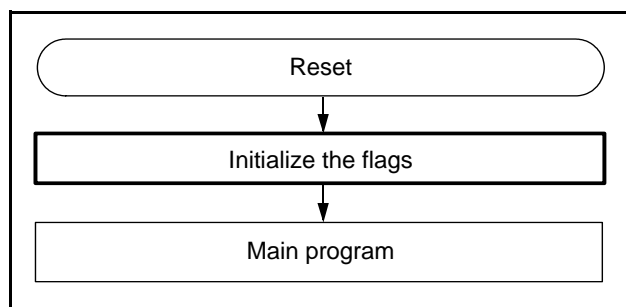 Reset
Initialize the flags
Main program